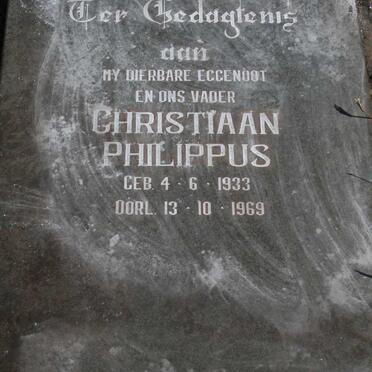 Ter Gedagtenis
aan
MY DIERBARE EGGENOOT
EN ONS VADER
CHRISTIAAN
PHILIPPUS
GEB. 4 · 6 · 1933
OORL. 13 · 10 · 1969